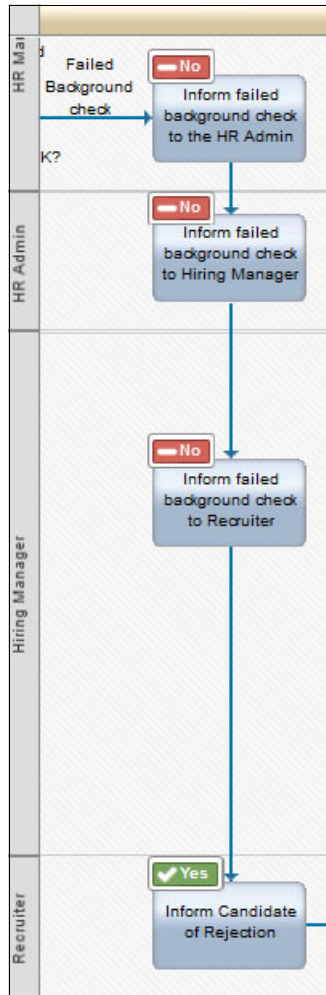 HR Mar
d
Failed
Background
check
K?
No
Inform failed
background check
to the HR Admin
HR Admin
No
Inform failed
background check
to Hiring Manager
Hiring Manager
No
Inform failed
background check
to Recruiter
Recruiter
Yes
Inform Candidate
of Rejection